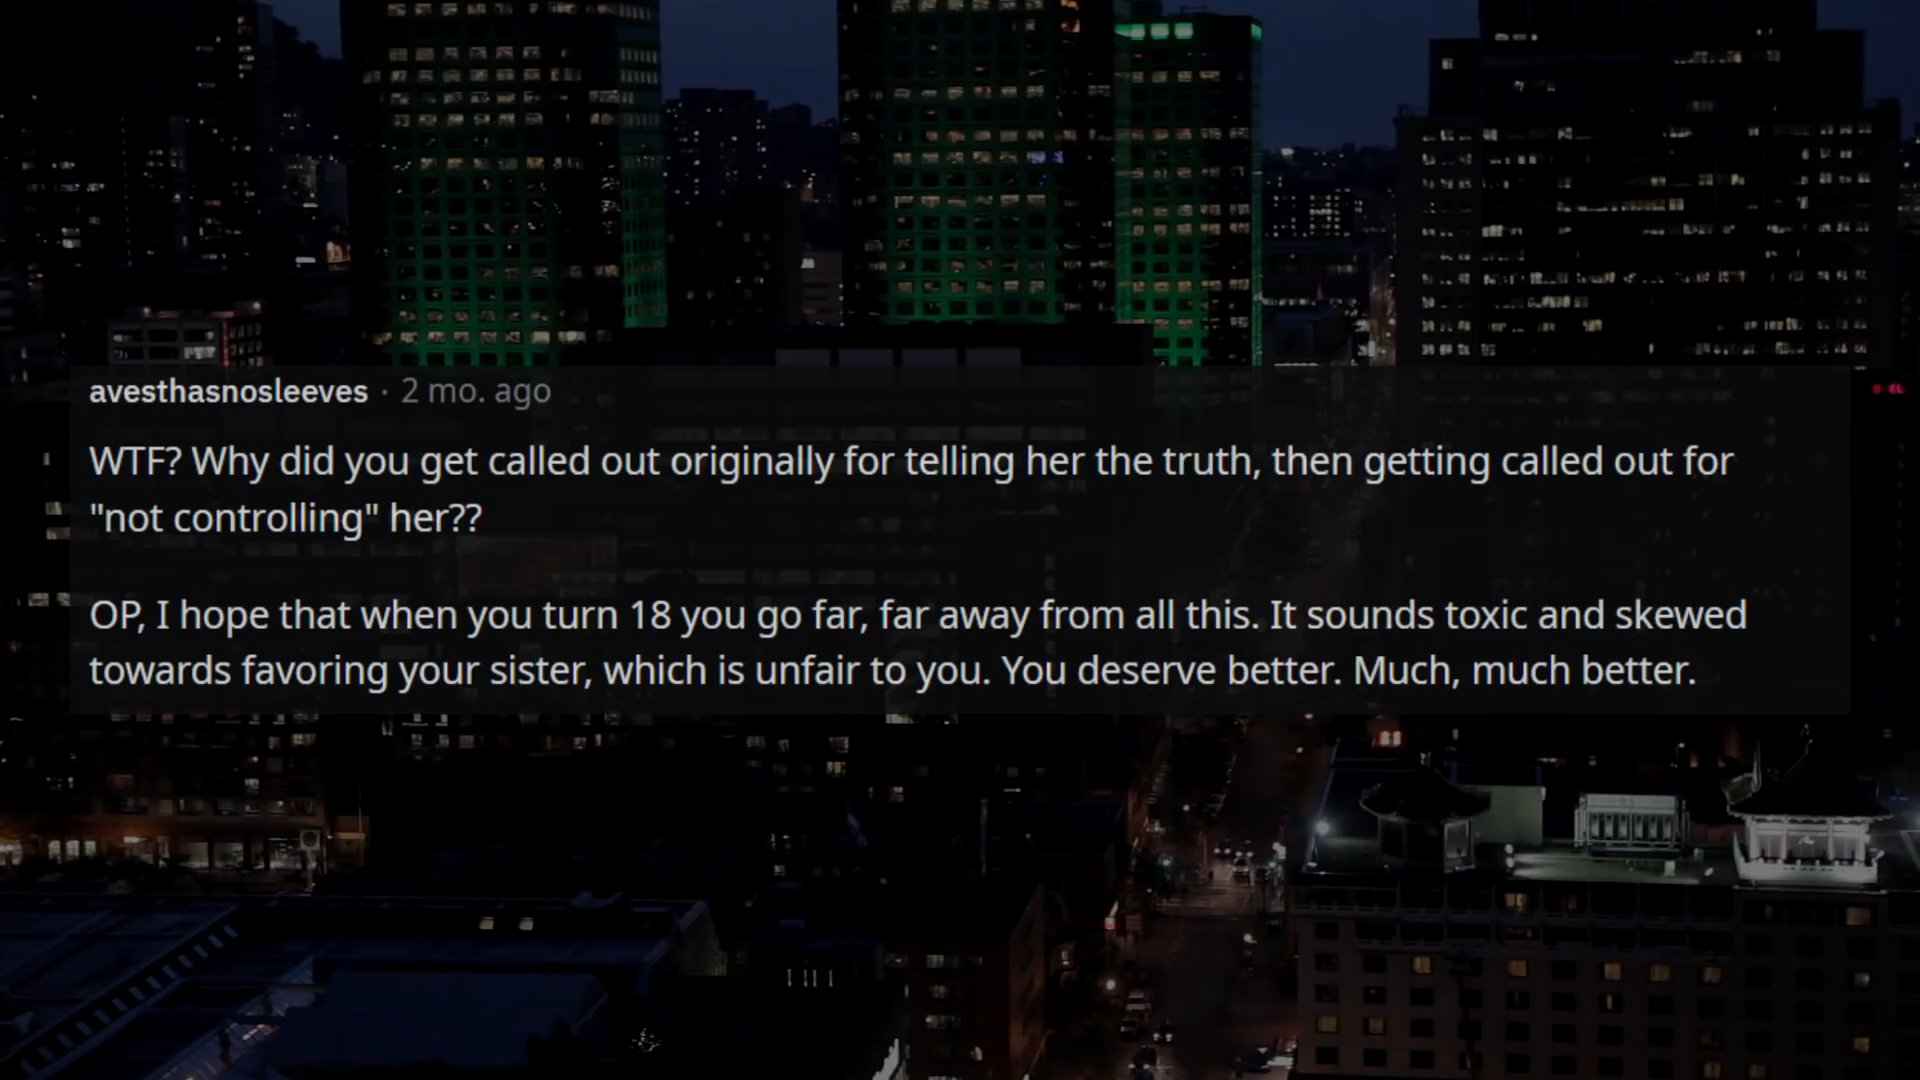 avesthasnosleeves · 2 mo. ago
WTF? Why did you get called out originally for telling her the truth, then getting called out for
"not controlling" her??
OP, I hope that when you turn 18 you go far, far away from all this. It sounds toxic and skewed
towards favoring your sister, which is unfair to you. You deserve better. Much, much better.